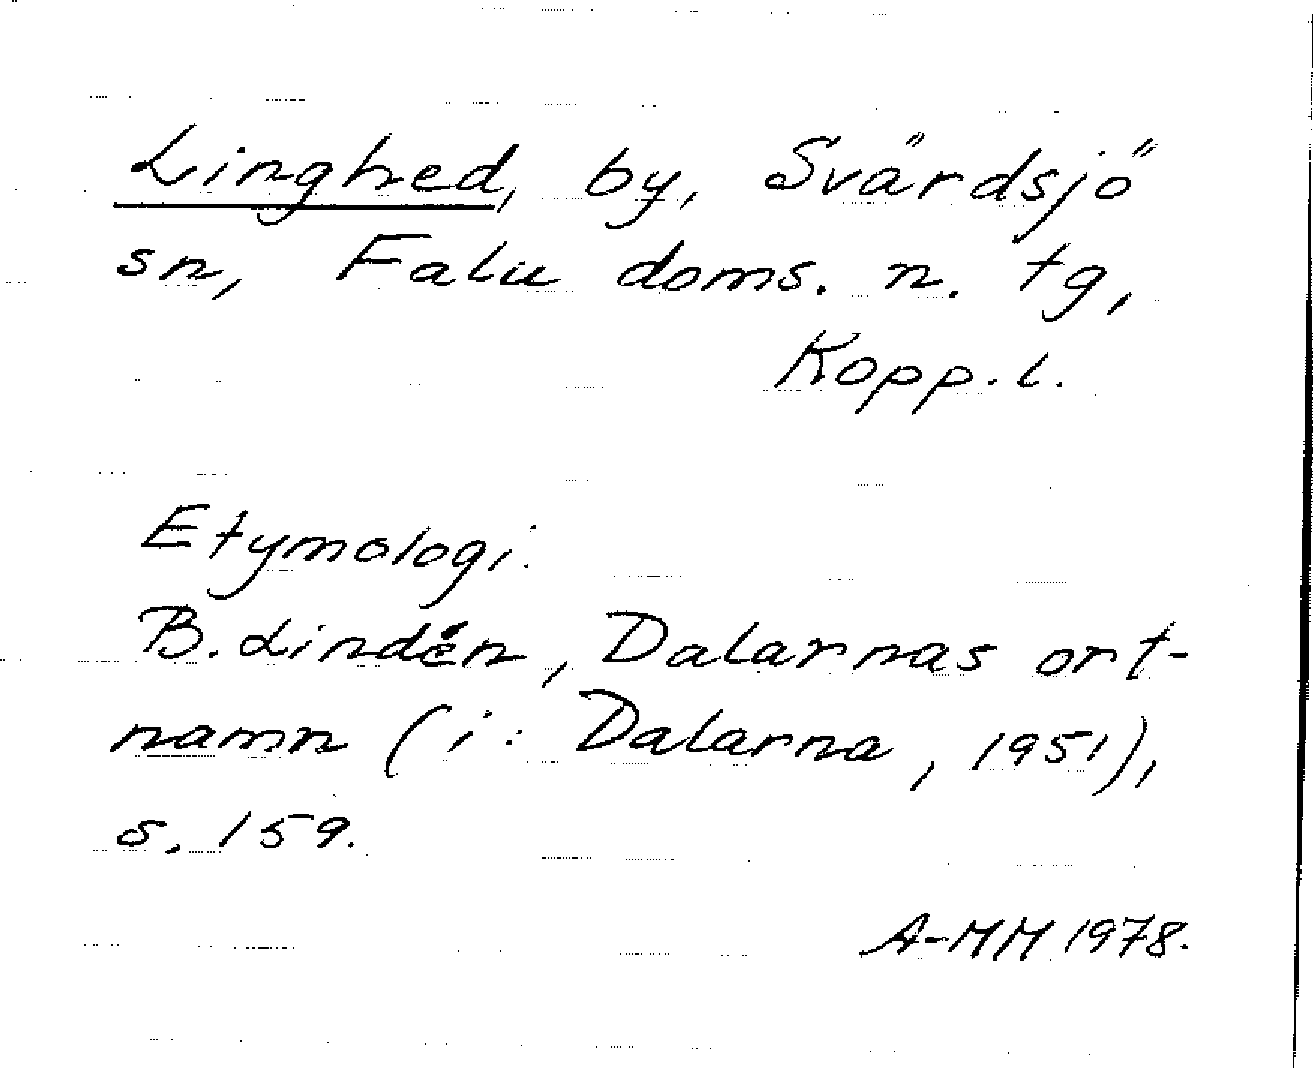 Linghed, by, Svärdsjö
sn, Falu doms. n. tg,
Kopp. l.
Etymologi.
B. Lindén, Dalarnas ort-
namn (i: Dalarna, 1951),
s. 159.
A-MM 1978.